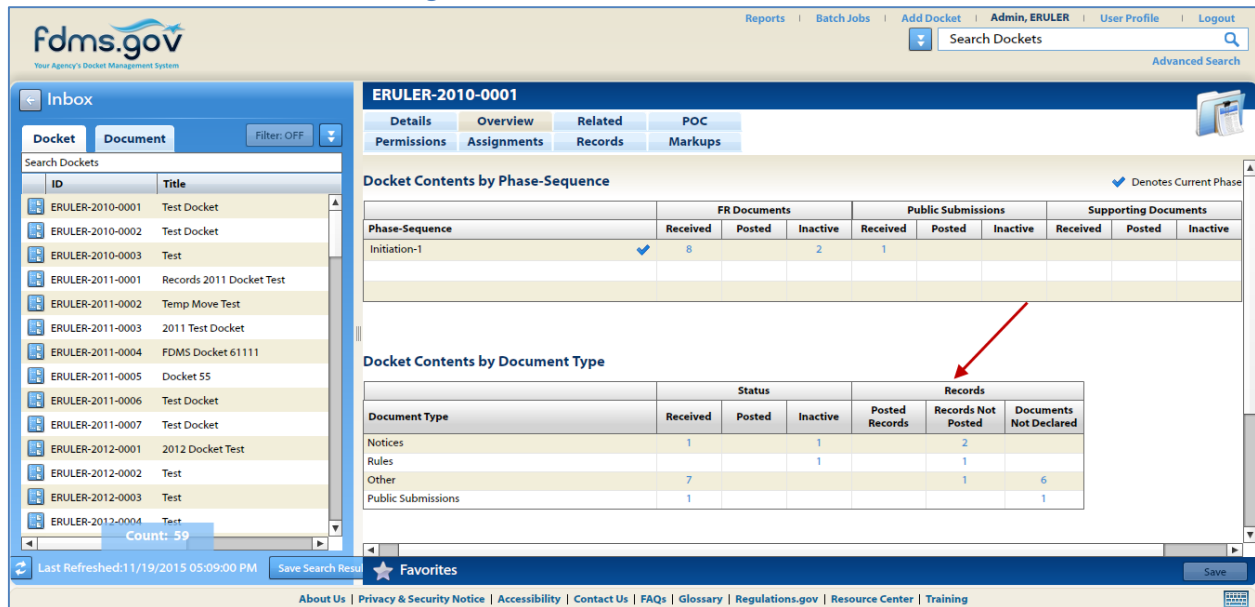 Reports | Batch Jobs | Add Docket | Admin, ERULER | User Profile | Logout
fdms.gov
Your Agency's Docket Management System
Search Dockets
Advanced Search
Inbox
Docket Document Filter: OFF
Search Dockets
ID Title
ERULER-2010-0001 Test Docket
ERULER-2010-0002 Test Docket
ERULER-2010-0003 Test
ERULER-2011-0001 Records 2011 Docket Test
ERULER-2011-0002 Temp Move Test
ERULER-2011-0003 2011 Test Docket
ERULER-2011-0004 FDMS Docket 61111
ERULER-2011-0005 Docket 55
ERULER-2011-0006 Test Docket
ERULER-2011-0007 Test Docket
ERULER-2012-0001 2012 Docket Test
ERULER-2012-0002 Test
ERULER-2012-0003 Test
ERULER-2012-0004 Test
Count: 59
Last Refreshed:11/19/2015 05:09:00 PM Save Search Resul
ERULER-2010-0001
Details Overview Related POC
Permissions Assignments Records Markups
Docket Contents by Phase-Sequence
Denotes Current Phase
FR Documents Public Submissions Supporting Documents
Phase-Sequence Received Posted Inactive Received Posted Inactive Received Posted Inactive
Initiation-1 8 2 1
Docket Contents by Document Type
Status Records
Document Type Received Posted Inactive Posted Records Records Not Posted Documents Not Declared
Notices 1 1 2
Rules 1 1
Other 7 1 6
Public Submissions 1 1
Favorites Save
About Us | Privacy & Security Notice | Accessibility | Contact Us | FAQs | Glossary | Regulations.gov | Resource Center | Training